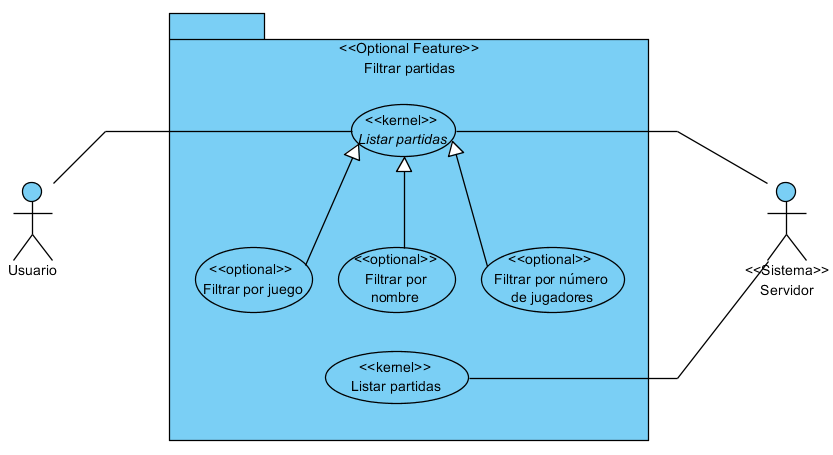 <<Optional Feature>>
Filtrar partidas
<<kernel>>
Listar partidas
<<optional>>
Filtrar por juego
<<optional>>
Filtrar por
nombre
<<optional>>
Filtrar por número
de jugadores
Usuario
<<Sistema>>
Servidor
<<kernel>>
Listar partidas